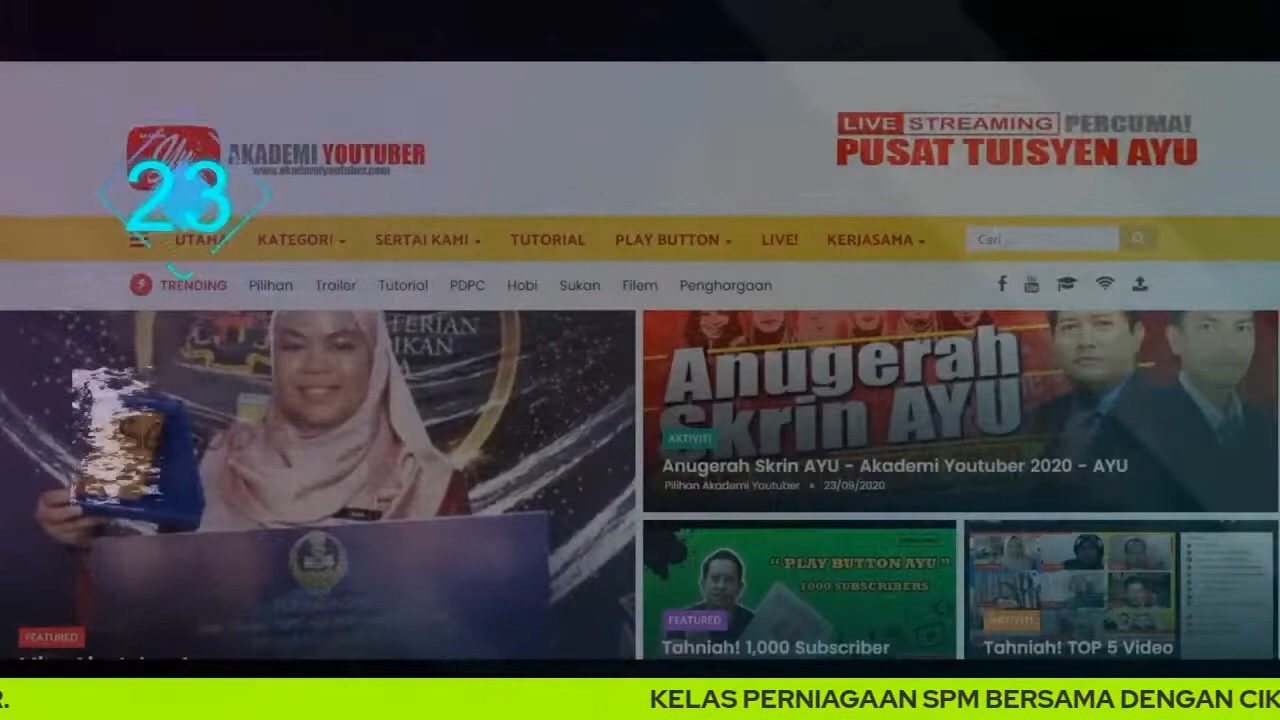 AKADEMI YOUTUBER
www.akademiyoutuber.com
LIVE STREAMING PERCUMA!
PUSAT TUISYEN AYU
23
UTAMA KATEGORI SERTAI KAMI TUTORIAL PLAY BUTTON LIVE! KERJASAMA Cari ...
TRENDING Pilihan Trailer Tutorial PDPC Hobi Sukan Filem Penghargaan
Anugerah
Skrin AYU
AKTIVITI
Anugerah Skrin AYU - Akademi Youtuber 2020 - AYU
Pilihan Akademi Youtuber • 23/09/2020
"PLAY BUTTON AYU"
1000 SUBSCRIBERS
FEATURED
Tahniah! 1,000 Subscriber
AKTIVITI
Tahniah! TOP 5 Video
FEATURED
R.
KELAS PERNIAGAAN SPM BERSAMA DENGAN CIK